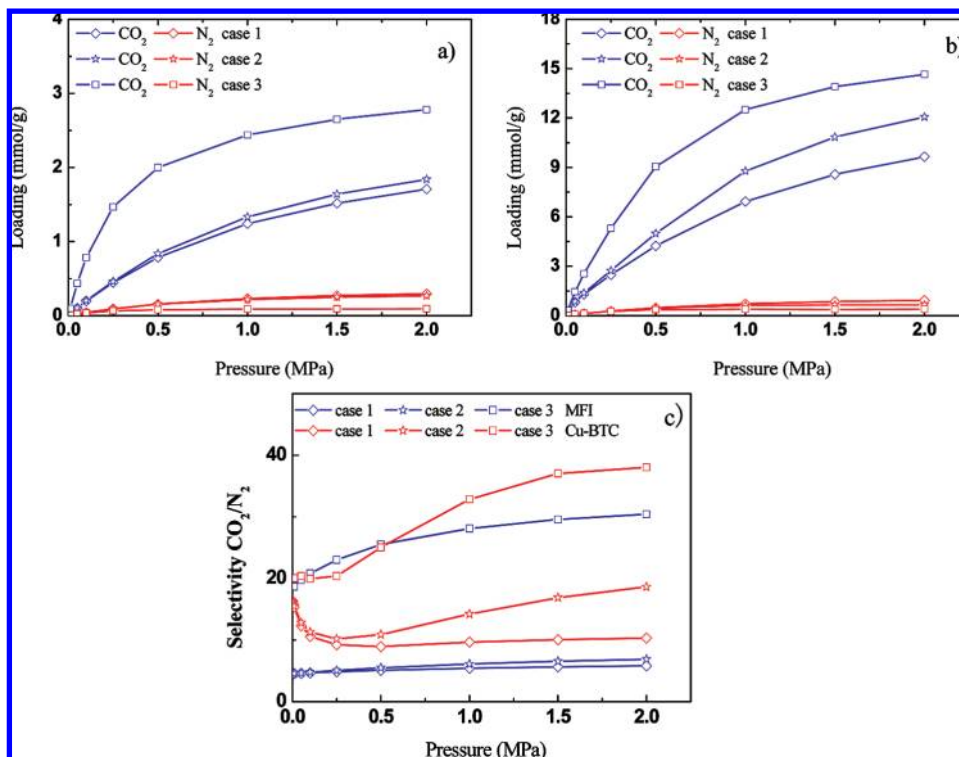 CO2 N2 case 1
CO2 N2 case 2
CO2 N2 case 3
a)
Loading (mmol/g)
4
3
2
1
0
0.0 0.5 1.0 1.5 2.0
Pressure (MPa)
CO2 N2 case 1
CO2 N2 case 2
CO2 N2 case 3
b)
Loading (mmol/g)
18
15
12
9
6
3
0
0.0 0.5 1.0 1.5 2.0
Pressure (MPa)
case 1 case 2 case 3 MFI
case 1 case 2 case 3 Cu-BTC
c)
Selectivity CO2/N2
40
20
0
0.0 0.5 1.0 1.5 2.0
Pressure (MPa)